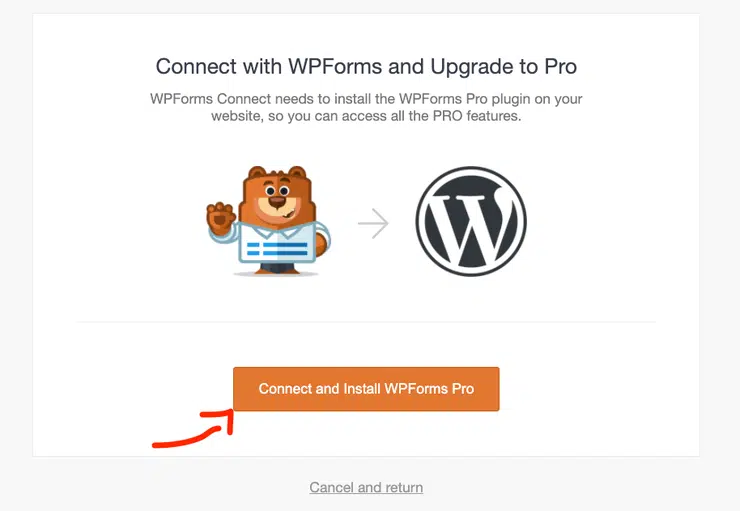 Connect with WPForms and Upgrade to Pro
WPForms Connect needs to install the WPForms Pro plugin on your
website, so you can access all the PRO features.
Connect and Install WPForms Pro
Cancel and return